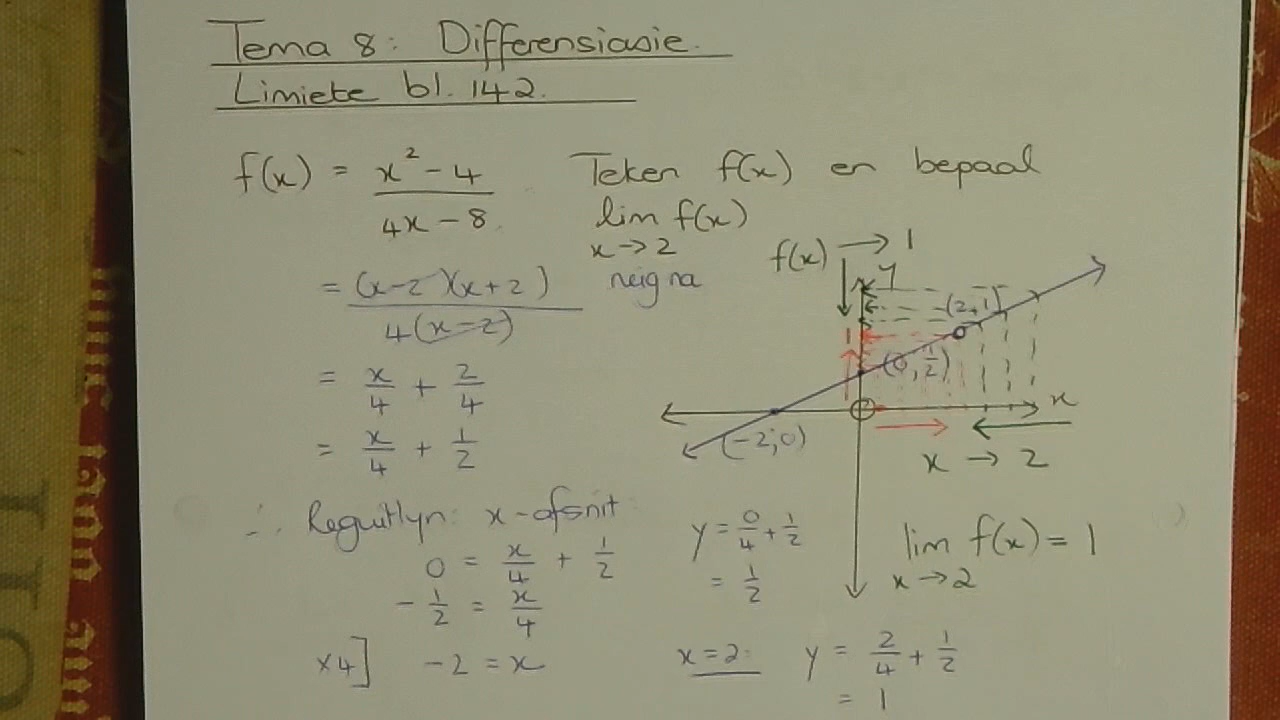 Tema 8: Differensiasie.
Limiete bl. 142.
f(x) = x² - 4 / 4x - 8
Teken f(x) en bepaal
lim f(x)
x → 2
neig na
= (x-2)(x+2) / 4(x-2)
= x/4 + 2/4
= x/4 + 1/2
f(x) → 1
y
(2,1)
1
(0,1/2)
x
(-2;0)
x → 2
∴ Reguitlyn: x-afsnit
0 = x/4 + 1/2
-1/2 = x/4
×4] -2 = x
y = 0/4 + 1/2
= 1/2
lim f(x) = 1
x → 2
x = 2: y = 2/4 + 1/2
= 1